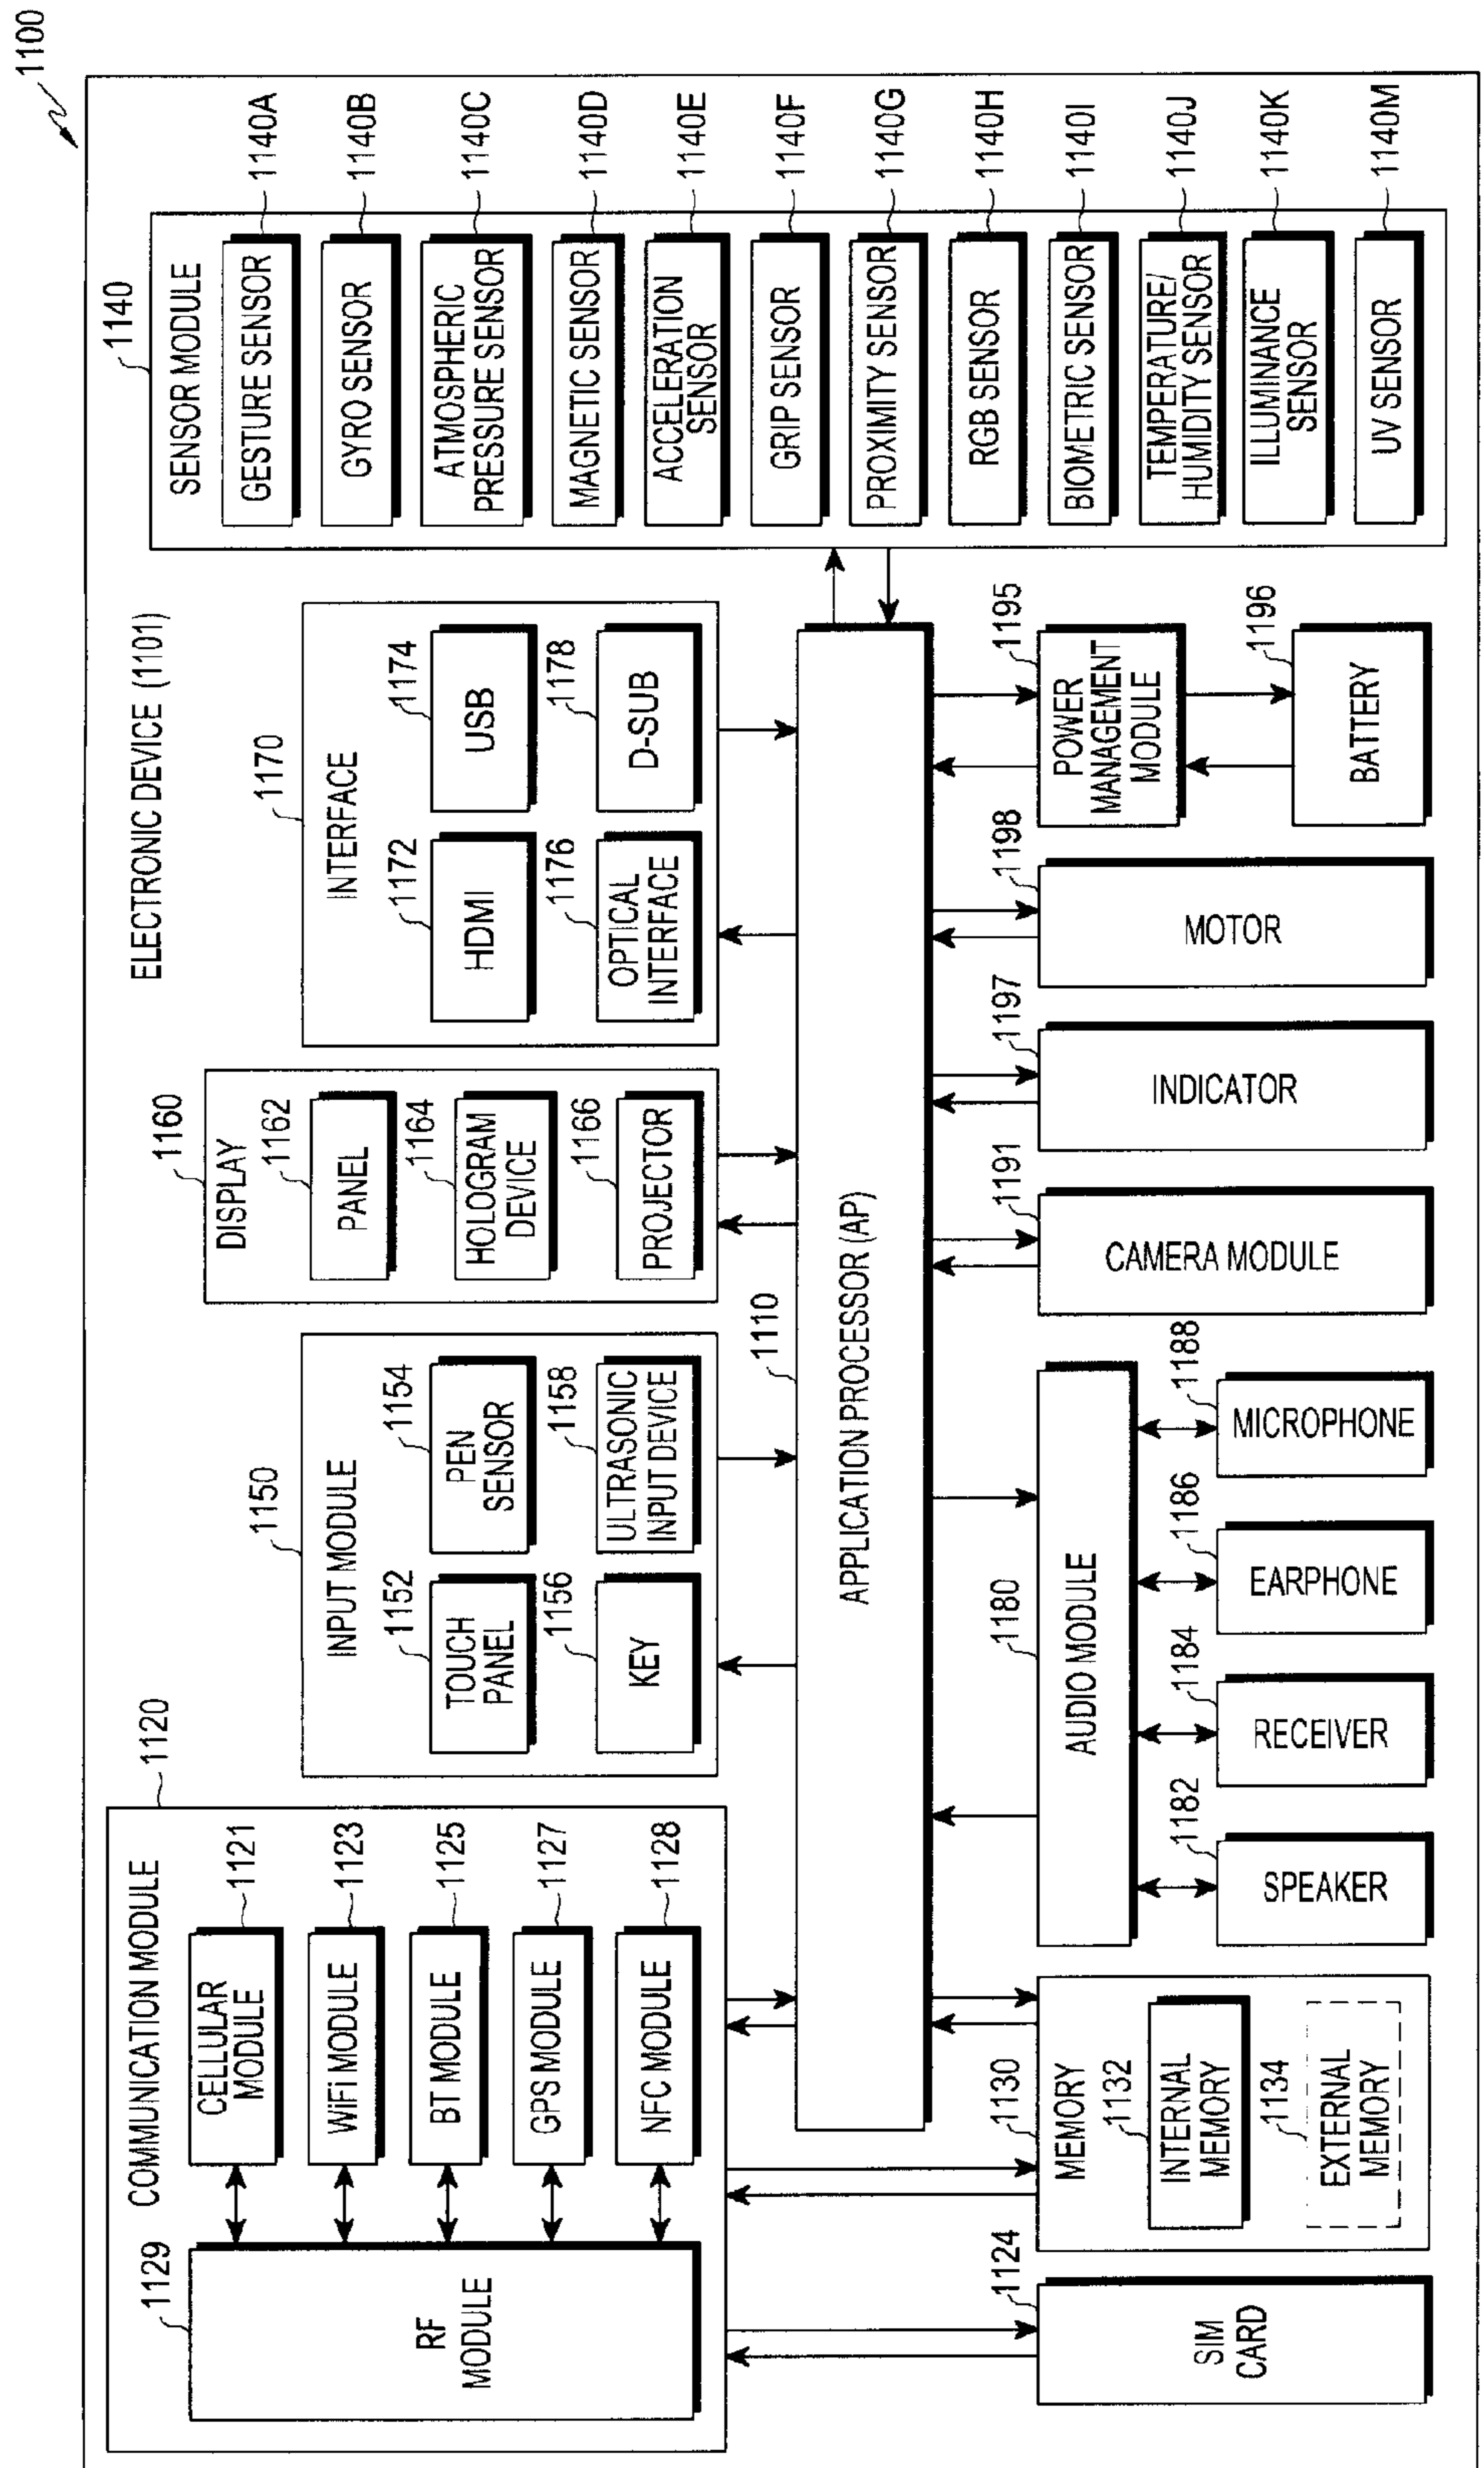 1100
ELECTRONIC DEVICE (1101)
1120
COMMUNICATION MODULE
1129
RF
MODULE
CELLULAR
MODULE
1121
WiFi MODULE
1123
BT MODULE
1125
GPS MODULE
1127
NFC MODULE
1128
1150
INPUT MODULE
1152
TOUCH
PANEL
1154
PEN
SENSOR
1156
KEY
1158
ULTRASONIC
INPUT DEVICE
1160
DISPLAY
1162
PANEL
1164
HOLOGRAM
DEVICE
1166
PROJECTOR
1170
INTERFACE
1172
HDMI
1174
USB
1176
OPTICAL
INTERFACE
1178
D-SUB
1140
SENSOR MODULE
GESTURE SENSOR
1140A
GYRO SENSOR
1140B
ATMOSPHERIC
PRESSURE SENSOR
1140C
MAGNETIC SENSOR
1140D
ACCELERATION
SENSOR
1140E
GRIP SENSOR
1140F
PROXIMITY SENSOR
1140G
RGB SENSOR
1140H
BIOMETRIC SENSOR
1140I
TEMPERATURE/
HUMIDITY SENSOR
1140J
ILLUMINANCE
SENSOR
1140K
UV SENSOR
1140M
1110
APPLICATION PROCESSOR (AP)
1124
SIM
CARD
1130
MEMORY
1132
INTERNAL
MEMORY
1134
EXTERNAL
MEMORY
1180
AUDIO MODULE
1182
SPEAKER
1184
RECEIVER
1186
EARPHONE
1188
MICROPHONE
1191
CAMERA MODULE
1197
INDICATOR
1198
MOTOR
1195
POWER
MANAGEMENT
MODULE
1196
BATTERY